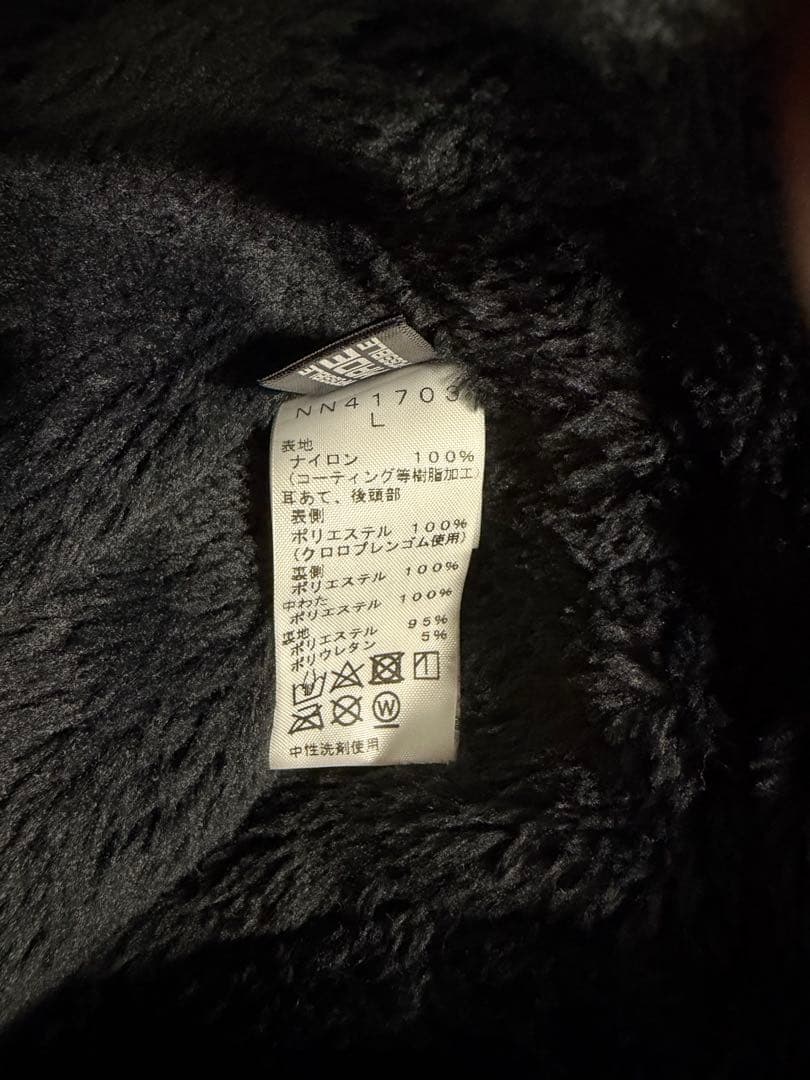 NN41703
L
表地
ナイロン 100%
(コーティング等樹脂加工)
耳あて、後頭部
表側
ポリエステル 100%
(クロロプレンゴム使用)
裏側
ポリエステル 100%
中わた
ポリエステル 100%
裏地
ポリエステル 95%
ポリウレタン 5%
W
中性洗剤使用